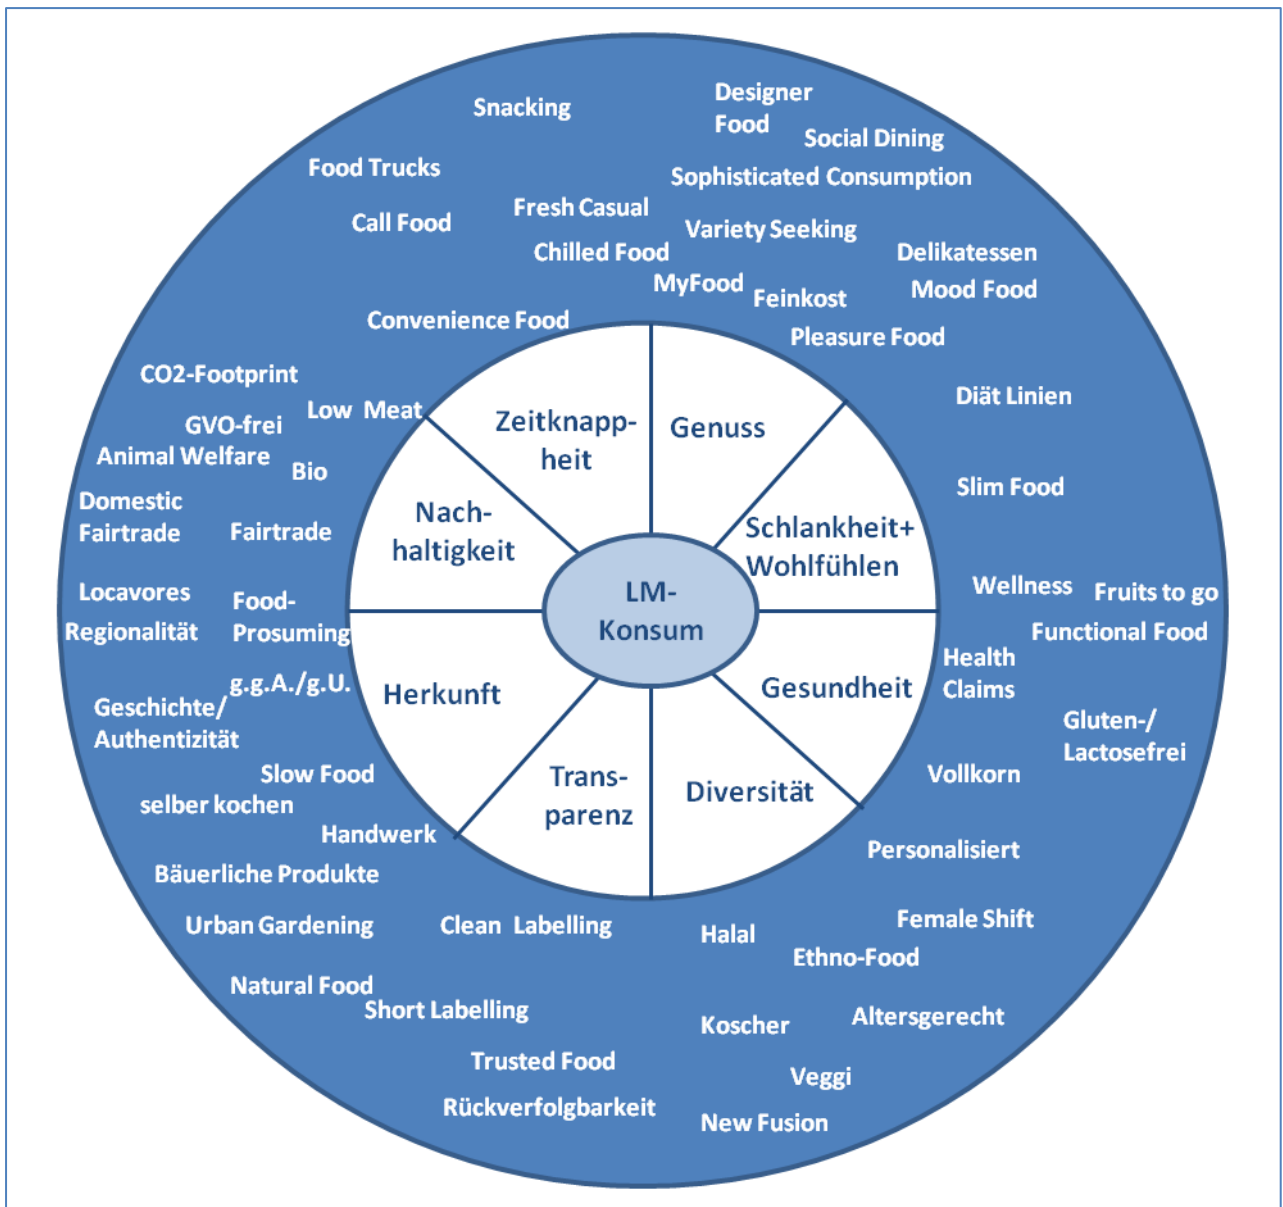 Snacking
Designer
Food
Social Dining
Food Trucks
Sophisticated Consumption
Call Food
Fresh Casual
Variety Seeking
Chilled Food
Delikatessen
MyFood
Feinkost
Mood Food
Convenience Food
Pleasure Food
CO2-Footprint
Low Meat
GVO-frei
Animal Welfare
Bio
Domestic
Fairtrade
Fairtrade
Diät Linien
Slim Food
Zeitknapp-
heit
Genuss
Nach-
haltigkeit
Schlankheit+
Wohlfühlen
LM-
Konsum
Wellness
Fruits to go
Functional Food
Locavores
Regionalität
Food-
Prosuming
g.g.A./g.U.
Herkunft
Gesundheit
Health
Claims
Geschichte/
Authentizität
Gluten-/
Lactosefrei
Trans-
parenz
Diversität
Slow Food
selber kochen
Vollkorn
Handwerk
Bäuerliche Produkte
Personalisiert
Urban Gardening
Clean Labelling
Halal
Female Shift
Ethno-Food
Natural Food
Short Labelling
Koscher
Altersgerecht
Trusted Food
Veggi
Rückverfolgbarkeit
New Fusion